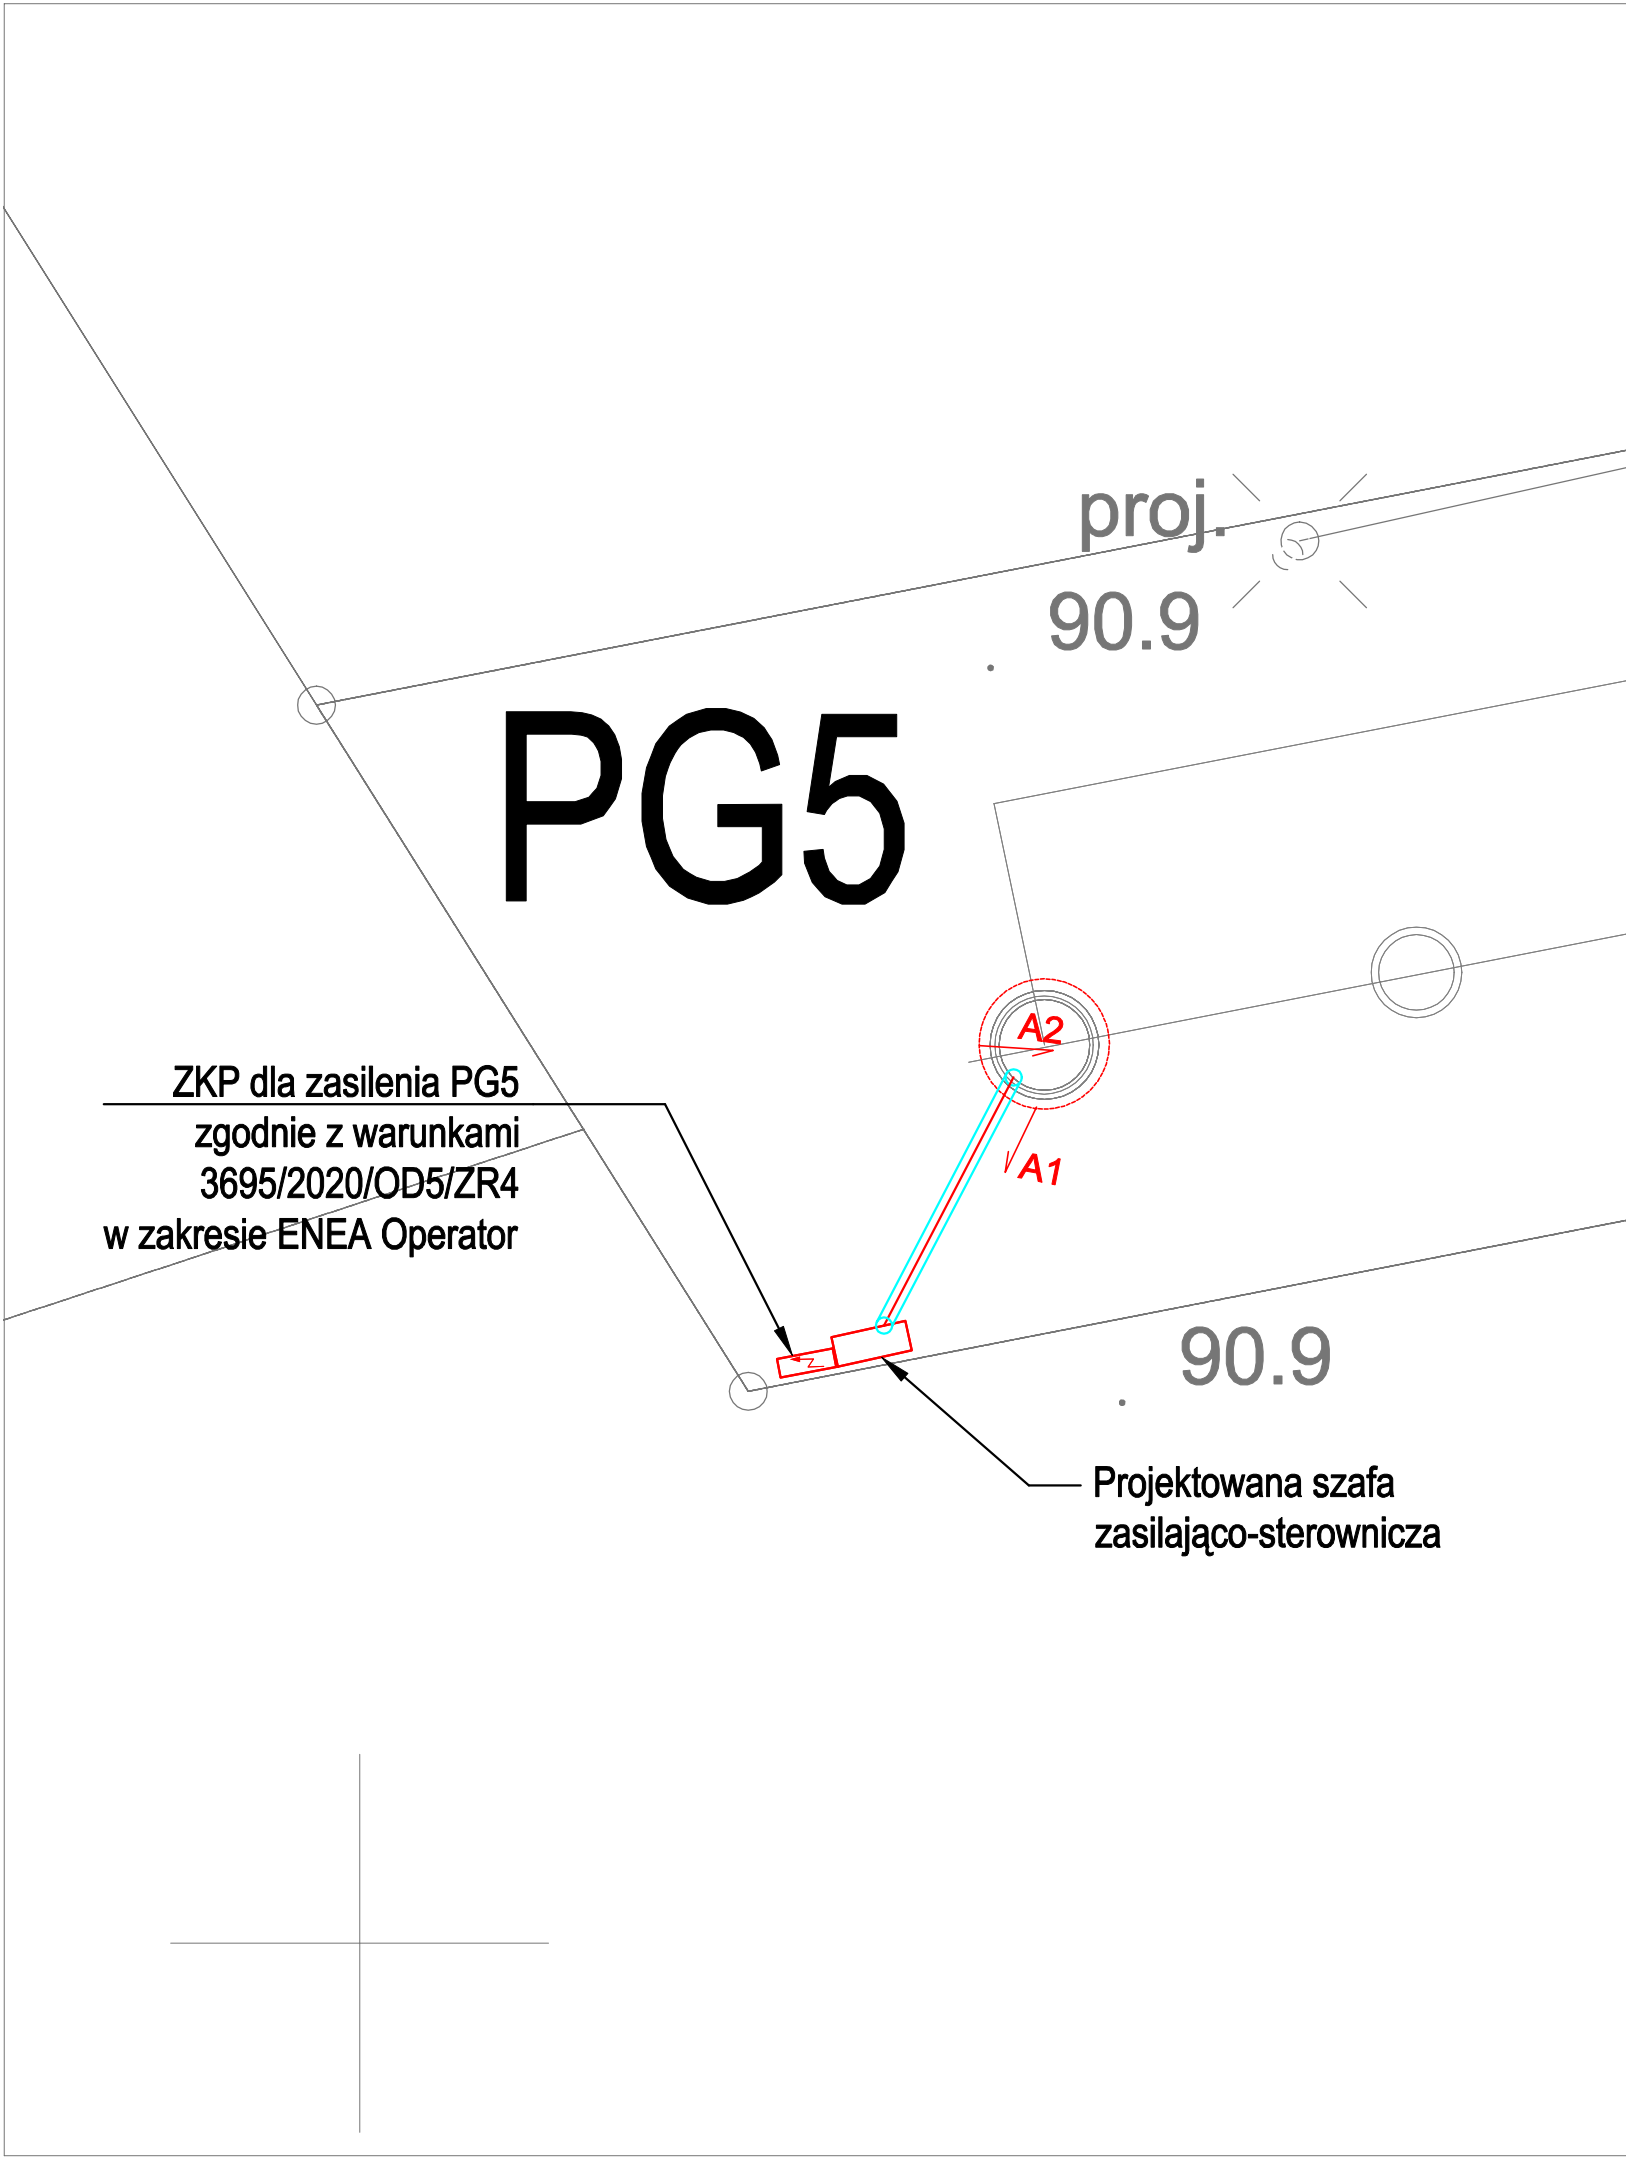 proj.
90.9
PG5
A2
ZKP dla zasilenia PG5
zgodnie z warunkami
3695/2020/OD5/ZR4
w zakresie ENEA Operator
A1
90.9
Projektowana szafa
zasilająco-sterownicza